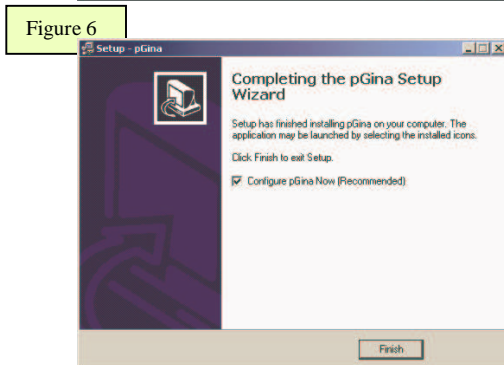 Figure 6
Setup - pGina
Completing the pGina Setup
Wizard
Setup has finished installing pGina on your computer. The
application may be launched by selecting the installed icons.
Click Finish to exit Setup.
Configure pGina Now (Recommended)
Finish